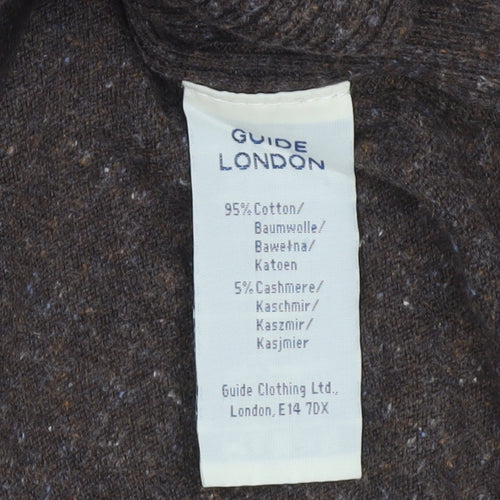 GUIDE
LONDON
95% Cotton/
Baumwolle/
Bawełna/
Katoen
5% Cashmere/
Kaschmir/
Kaszmir/
Kasjmier
Guide Clothing Ltd.,
London, E14 7DX